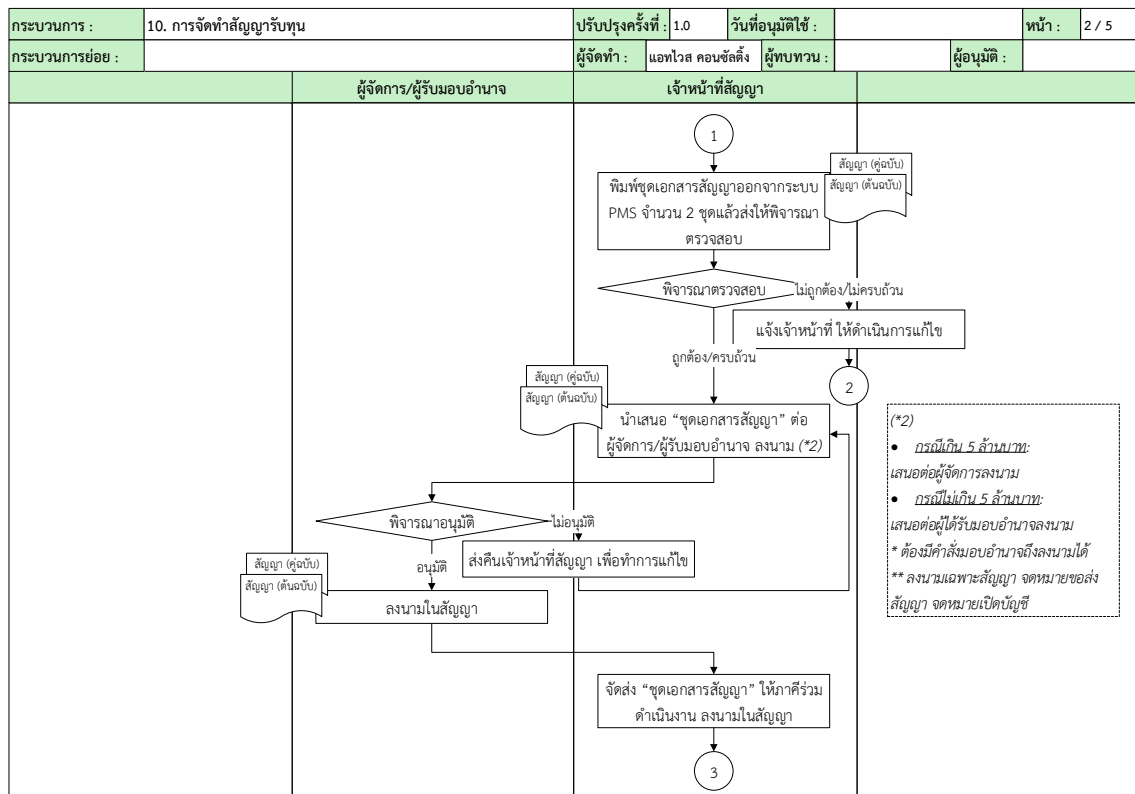 กระบวนการ : 10. การจัดทำสัญญารับทุน ปรับปรุงครั้งที่ : 1.0 วันที่อนุมัติใช้ : หน้า : 2 / 5
กระบวนการย่อย : ผู้จัดทำ : แอทไวส คอนซัลติ้ง ผู้ทบทวน : ผู้อนุมัติ :
ผู้จัดการ/ผู้รับมอบอำนาจ เจ้าหน้าที่สัญญา
1
สัญญา (คู่ฉบับ)
สัญญา (ต้นฉบับ)
พิมพ์ชุดเอกสารสัญญาออกจากระบบ
PMS จำนวน 2 ชุดแล้วส่งให้พิจารณา
ตรวจสอบ
พิจารณาตรวจสอบ
ไม่ถูกต้อง/ไม่ครบถ้วน
แจ้งเจ้าหน้าที่ ให้ดำเนินการแก้ไข
ถูกต้อง/ครบถ้วน
2
สัญญา (คู่ฉบับ)
สัญญา (ต้นฉบับ)
นำเสนอ “ชุดเอกสารสัญญา” ต่อ
ผู้จัดการ/ผู้รับมอบอำนาจ ลงนาม (*2)
(*2)
• กรณีเกิน 5 ล้านบาท:
เสนอต่อผู้จัดการลงนาม
• กรณีไม่เกิน 5 ล้านบาท:
เสนอต่อผู้ได้รับมอบอำนาจลงนาม
* ต้องมีคำสั่งมอบอำนาจถึงลงนามได้
** ลงนามเฉพาะสัญญา จดหมายขอส่ง
สัญญา จดหมายเปิดบัญชี
พิจารณาอนุมัติ
ไม่อนุมัติ
ส่งคืนเจ้าหน้าที่สัญญา เพื่อทำการแก้ไข
อนุมัติ
สัญญา (คู่ฉบับ)
สัญญา (ต้นฉบับ)
ลงนามในสัญญา
จัดส่ง “ชุดเอกสารสัญญา” ให้ภาคีร่วม
ดำเนินงาน ลงนามในสัญญา
3